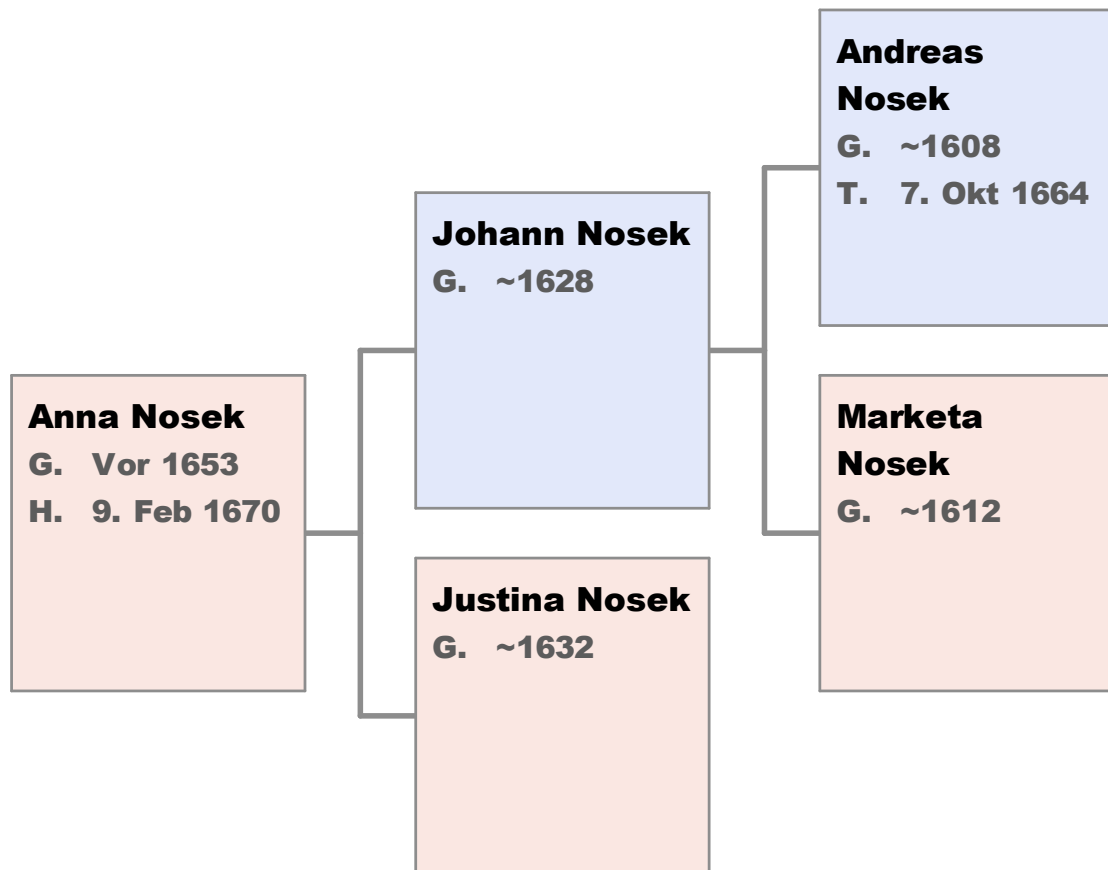 Andreas
Nosek
G. ~1608
T. 7. Okt 1664
Johann Nosek
G. ~1628
Anna Nosek
G. Vor 1653
H. 9. Feb 1670
Marketa
Nosek
G. ~1612
Justina Nosek
G. ~1632